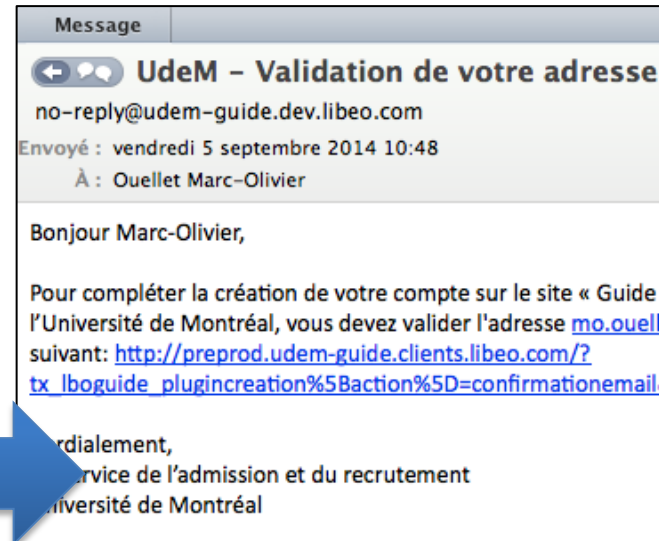 Message
UdeM – Validation de votre adresse
no-reply@udem-guide.dev.libeo.com
Envoyé : vendredi 5 septembre 2014 10:48
À : Ouellet Marc-Olivier
Bonjour Marc-Olivier,
Pour compléter la création de votre compte sur le site « Guide
l'Université de Montréal, vous devez valider l'adresse mo.ouell
suivant: http://preprod.udem-guide.clients.libeo.com/?
tx_lboguide_plugincreation%5Baction%5D=confirmationemail
rdialement,
rvice de l'admission et du recrutement
iversité de Montréal